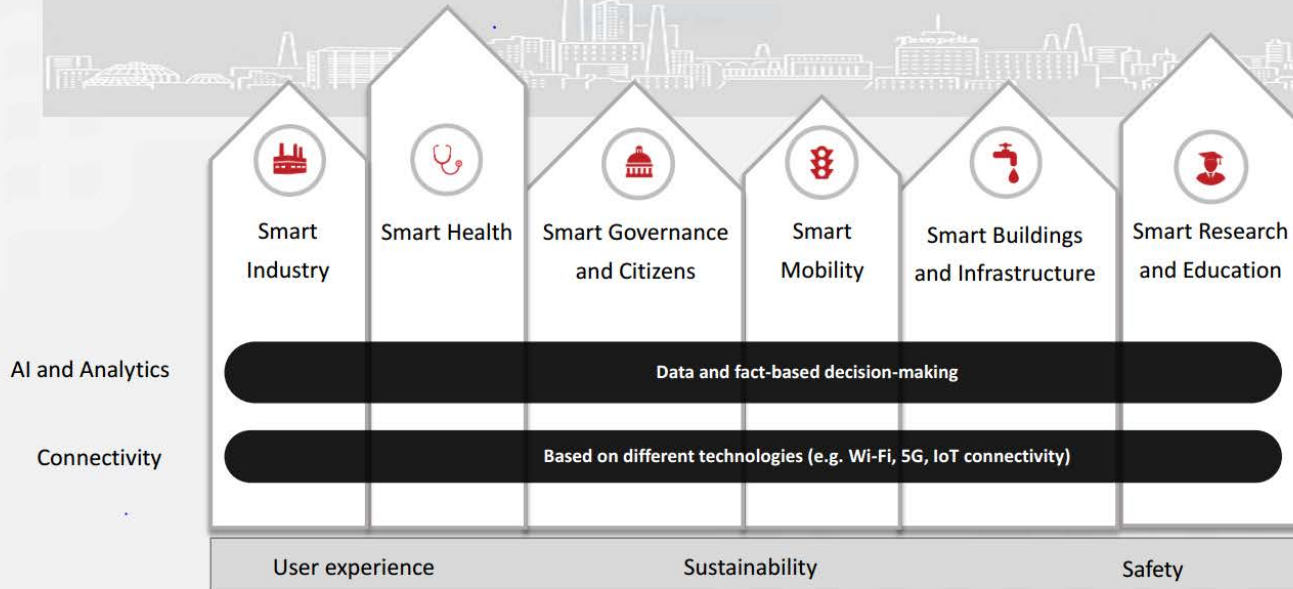 Smart
Industry
Smart Health
Smart Governance
and Citizens
Smart
Mobility
Smart Buildings
and Infrastructure
Smart Research
and Education
AI and Analytics
Data and fact-based decision-making
Connectivity
Based on different technologies (e.g. Wi-Fi, 5G, IoT connectivity)
User experience
Sustainability
Safety